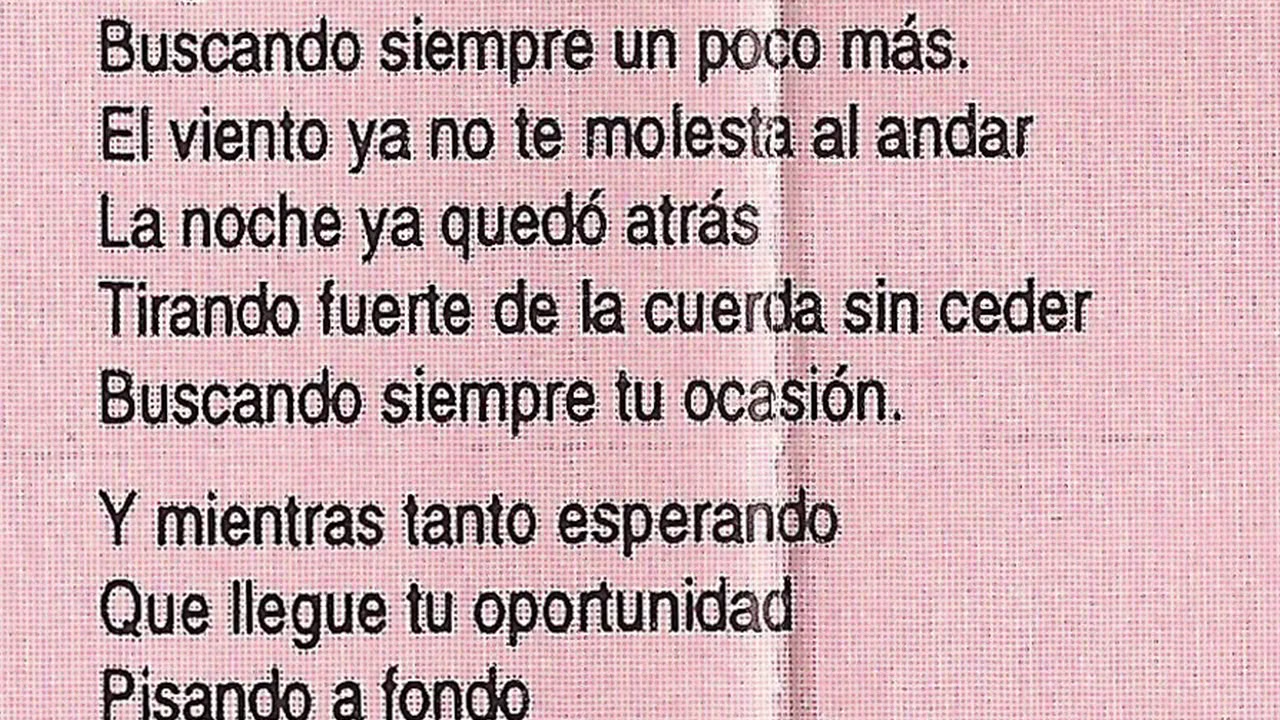 Buscando siempre un poco más.
El viento ya no te molesta al andar
La noche ya quedó atrás
Tirando fuerte de la cuerda sin ceder
Buscando siempre tu ocasión.
Y mientras tanto esperando
Que llegue tu oportunidad
Pisando a fondo